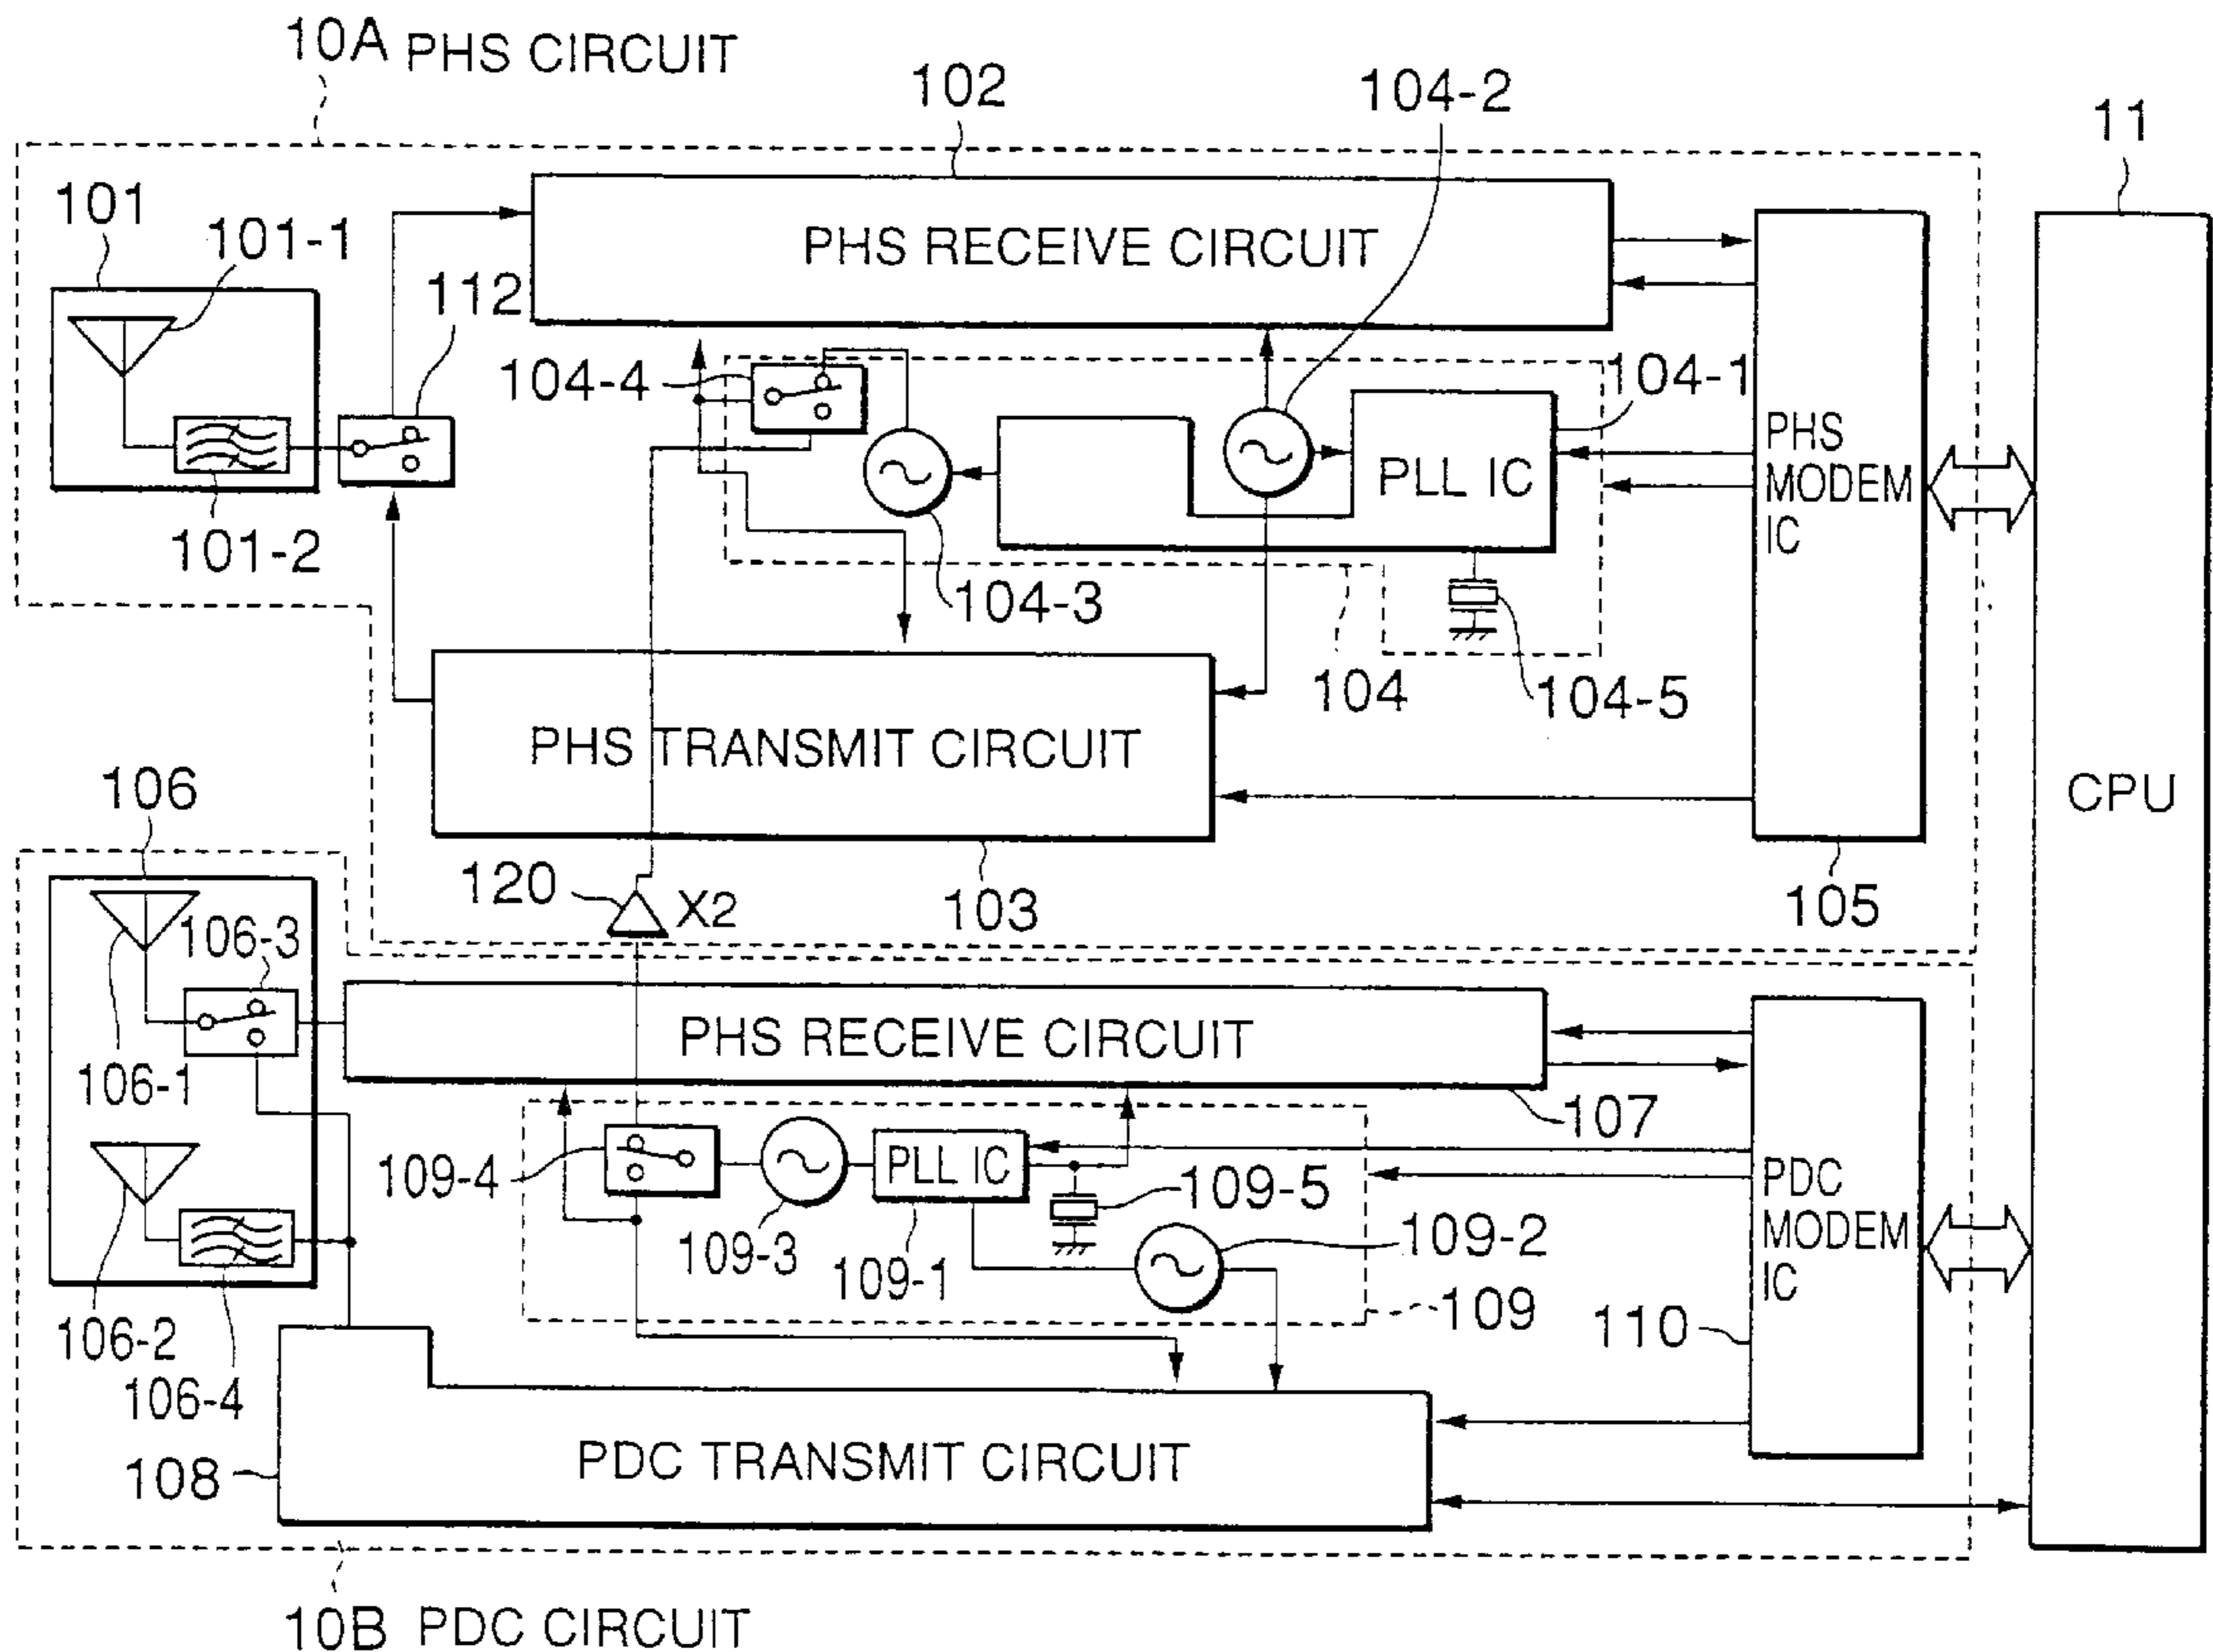 10A PHS CIRCUIT
102
104-2
11
101
101-1
112
PHS RECEIVE CIRCUIT
104-4
104-1
PLL IC
PHS
MODEM
IC
101-2
104-3
104
104-5
PHS TRANSMIT CIRCUIT
CPU
106
120
X2
103
105
106-3
PHS RECEIVE CIRCUIT
106-1
107
109-4
PLL IC
109-5
PDC
MODEM
IC
109-3
109-1
109-2
109
110
106-2
106-4
108
PDC TRANSMIT CIRCUIT
10B PDC CIRCUIT